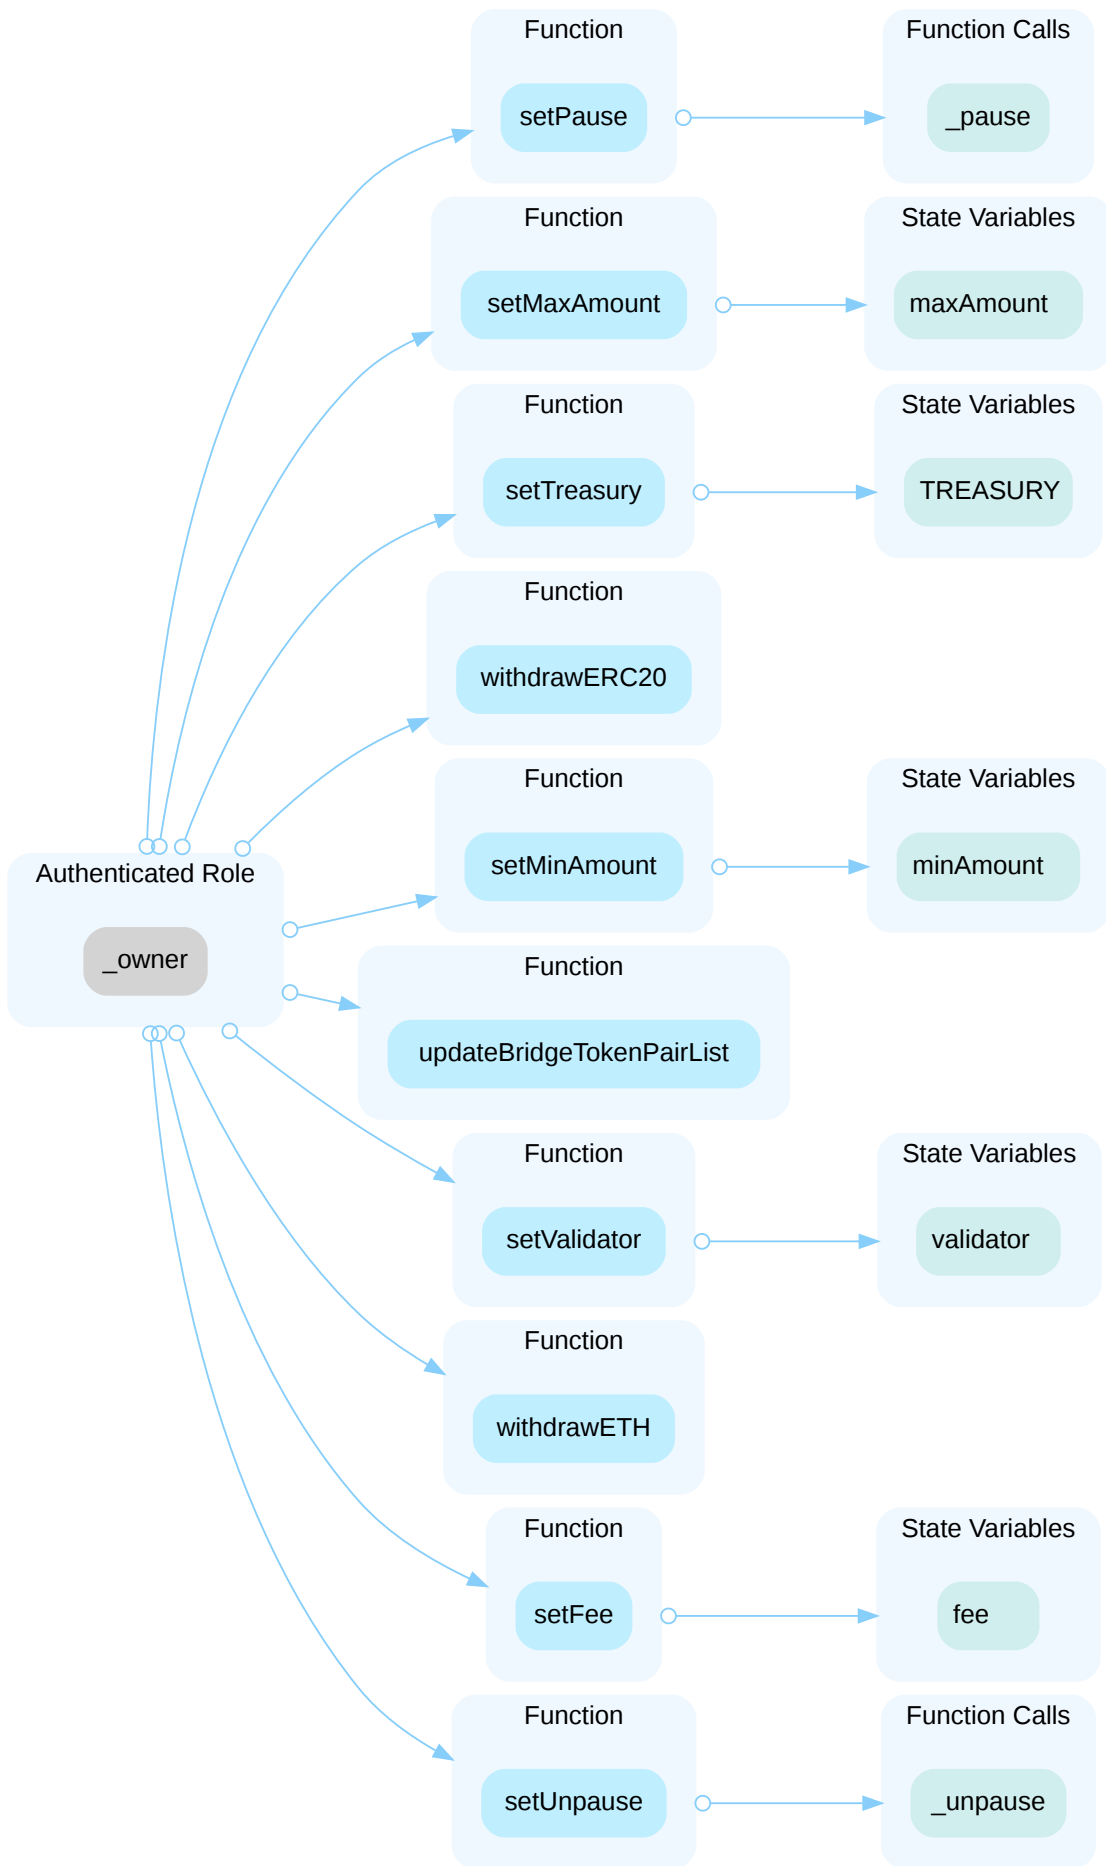 Function
Function Calls
setPause
_pause
Function
State Variables
setMaxAmount
maxAmount
Function
State Variables
setTreasury
TREASURY
Function
withdrawERC20
Function
State Variables
setMinAmount
minAmount
Authenticated Role
_owner
Function
updateBridgeTokenPairList
Function
State Variables
setValidator
validator
Function
withdrawETH
Function
State Variables
setFee
fee
Function
Function Calls
setUnpause
_unpause